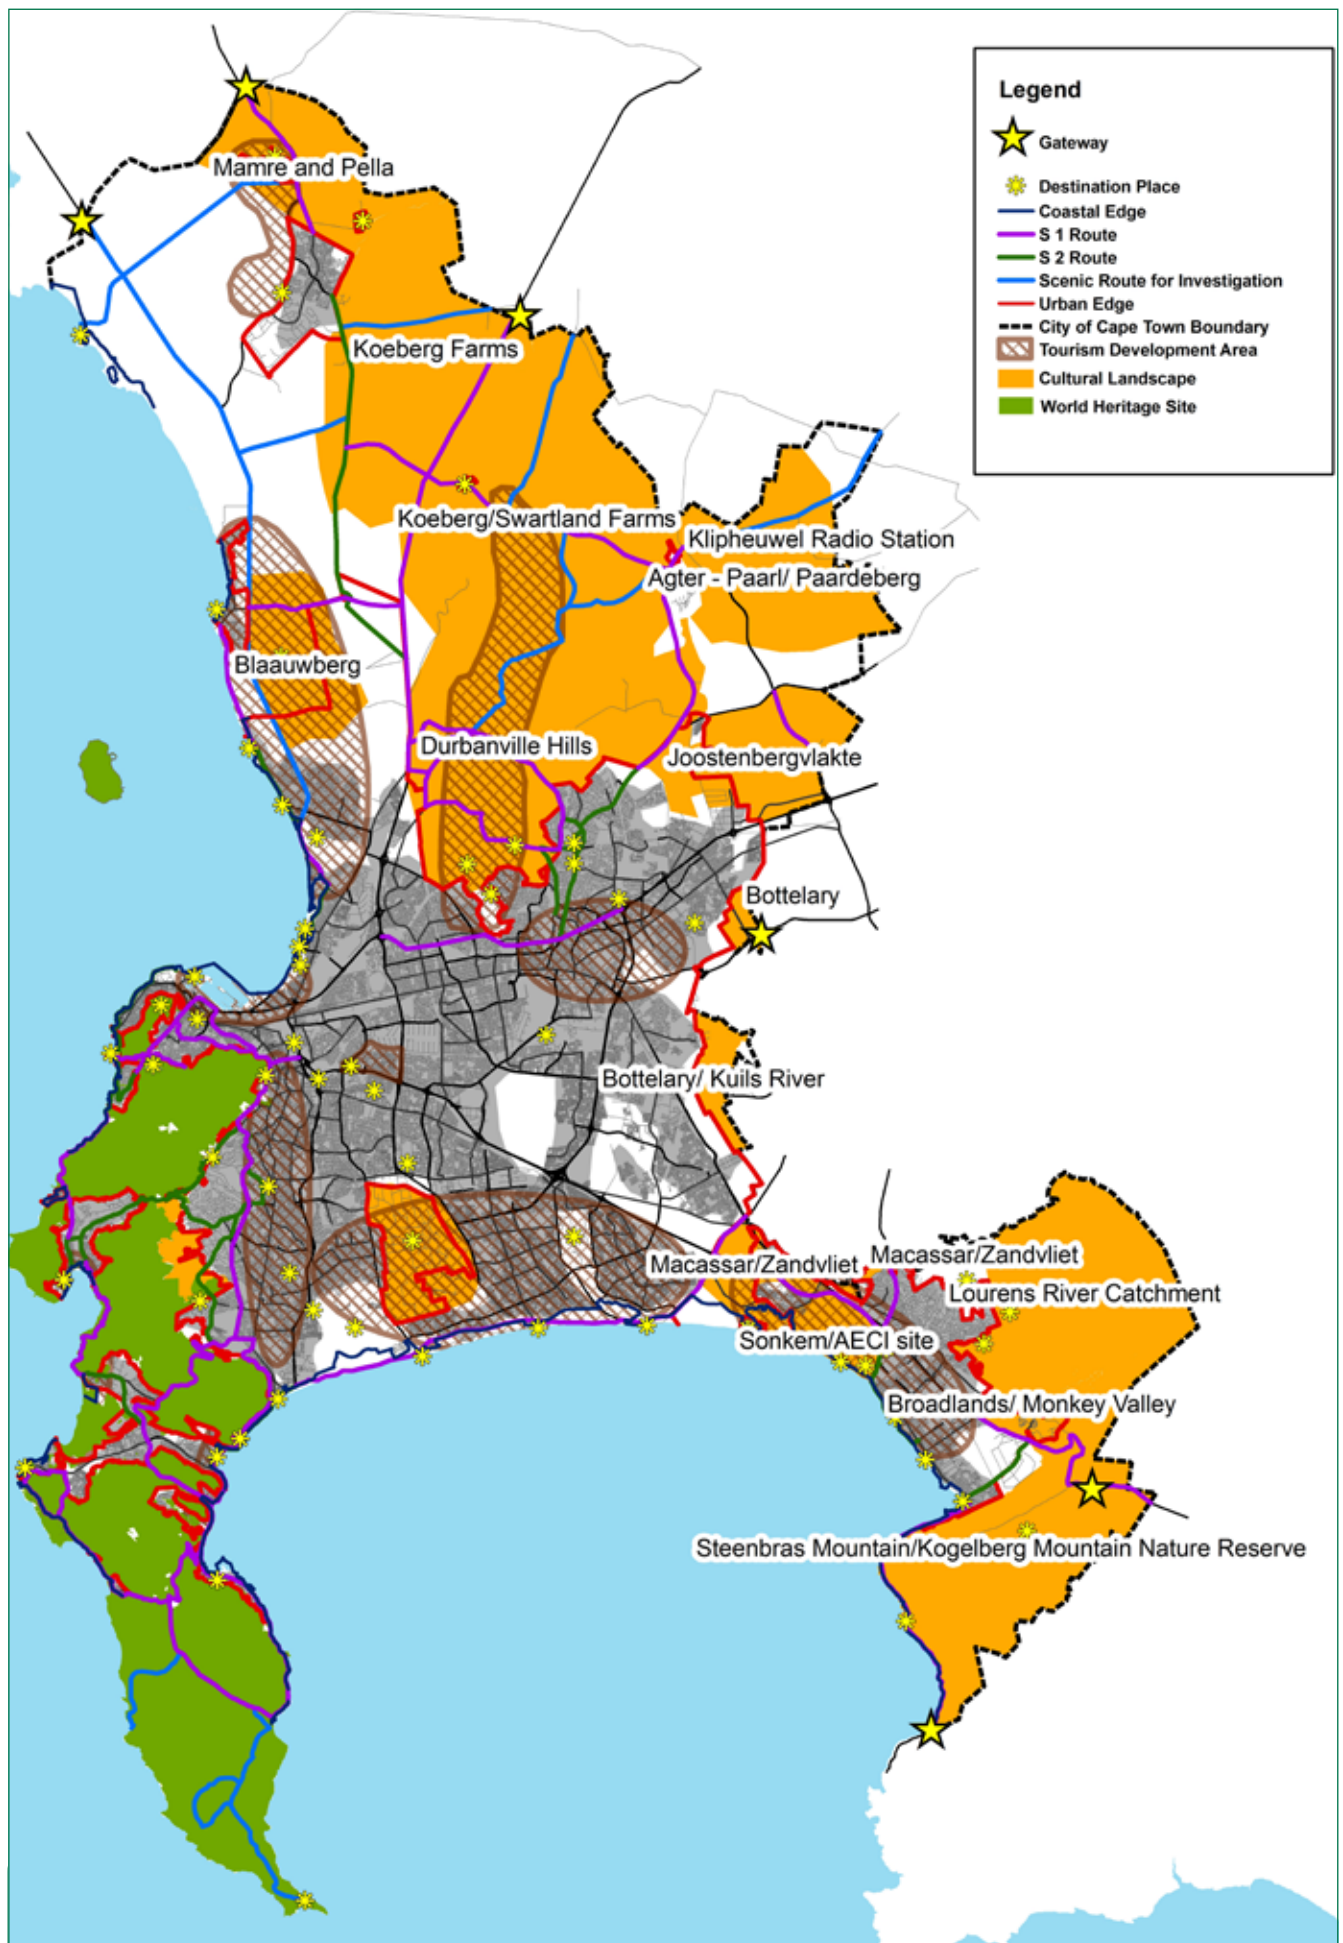 Legend
Gateway
Destination Place
Coastal Edge
S 1 Route
S 2 Route
Scenic Route for Investigation
Urban Edge
City of Cape Town Boundary
Tourism Development Area
Cultural Landscape
World Heritage Site
Mamre and Pella
Koeberg Farms
Koeberg/Swartland Farms
Klipheuwel Radio Station
Agter - Paarl/ Paardeberg
Blaauwberg
Durbanville Hills
Joostenbergvlakte
Bottelary
Bottelary/ Kuils River
Macassar/Zandvliet
Macassar/Zandvliet
Lourens River Catchment
Sonkem/AECI site
Broadlands/ Monkey Valley
Steenbras Mountain/Kogelberg Mountain Nature Reserve